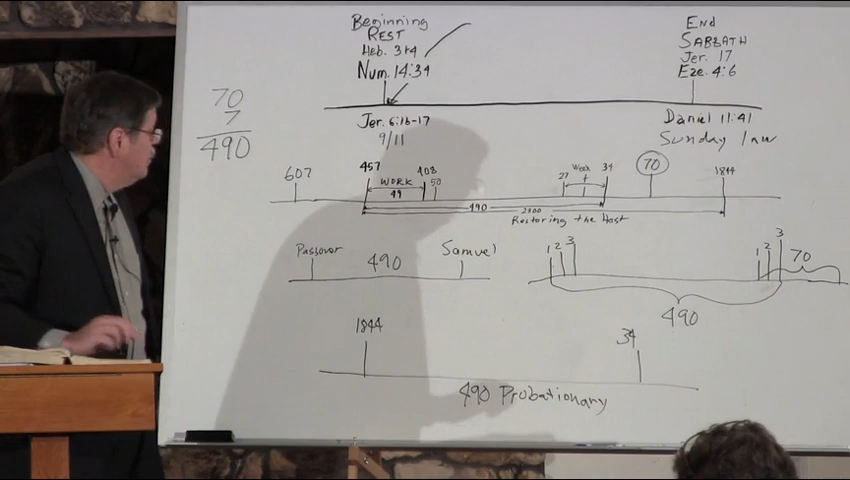 Beginning
REST
Heb. 3+4
Num. 14:34
End
SABBATH
Jer. 17
Eze. 4:6
70
7
490
Jer. 6:16-17
9/11
Daniel 11:41
Sunday law
607
457
WORK
49
408
50
27
Week
34
70
1844
490
2300
Restoring the Host
Passover
490
Samuel
1 2 3
1 2 3
70
490
1844
34
490 Probationary